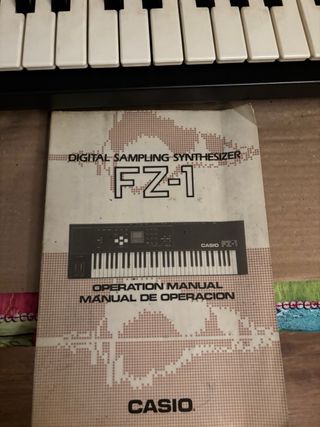 DIGITAL SAMPLING SYNTHESIZER
FZ-1
CASIO FZ-1
OPERATION MANUAL
MANUAL DE OPERACION
CASIO